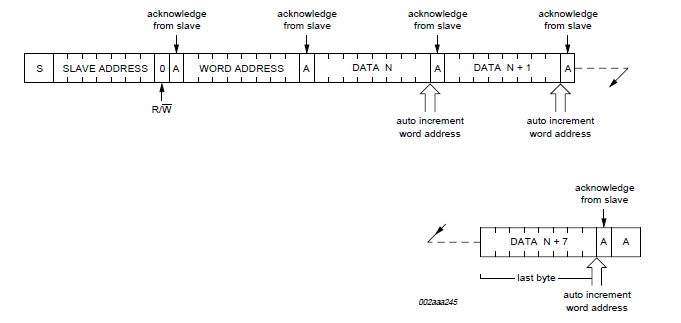 acknowledge acknowledge acknowledge acknowledge
from slave from slave from slave from slave
S SLAVE ADDRESS 0 A WORD ADDRESS A DATA N A DATA N + 1 A
R/W̅
auto increment auto increment
word address word address
acknowledge
from slave
DATA N + 7 A A
last byte
002aaa245
auto increment
word address